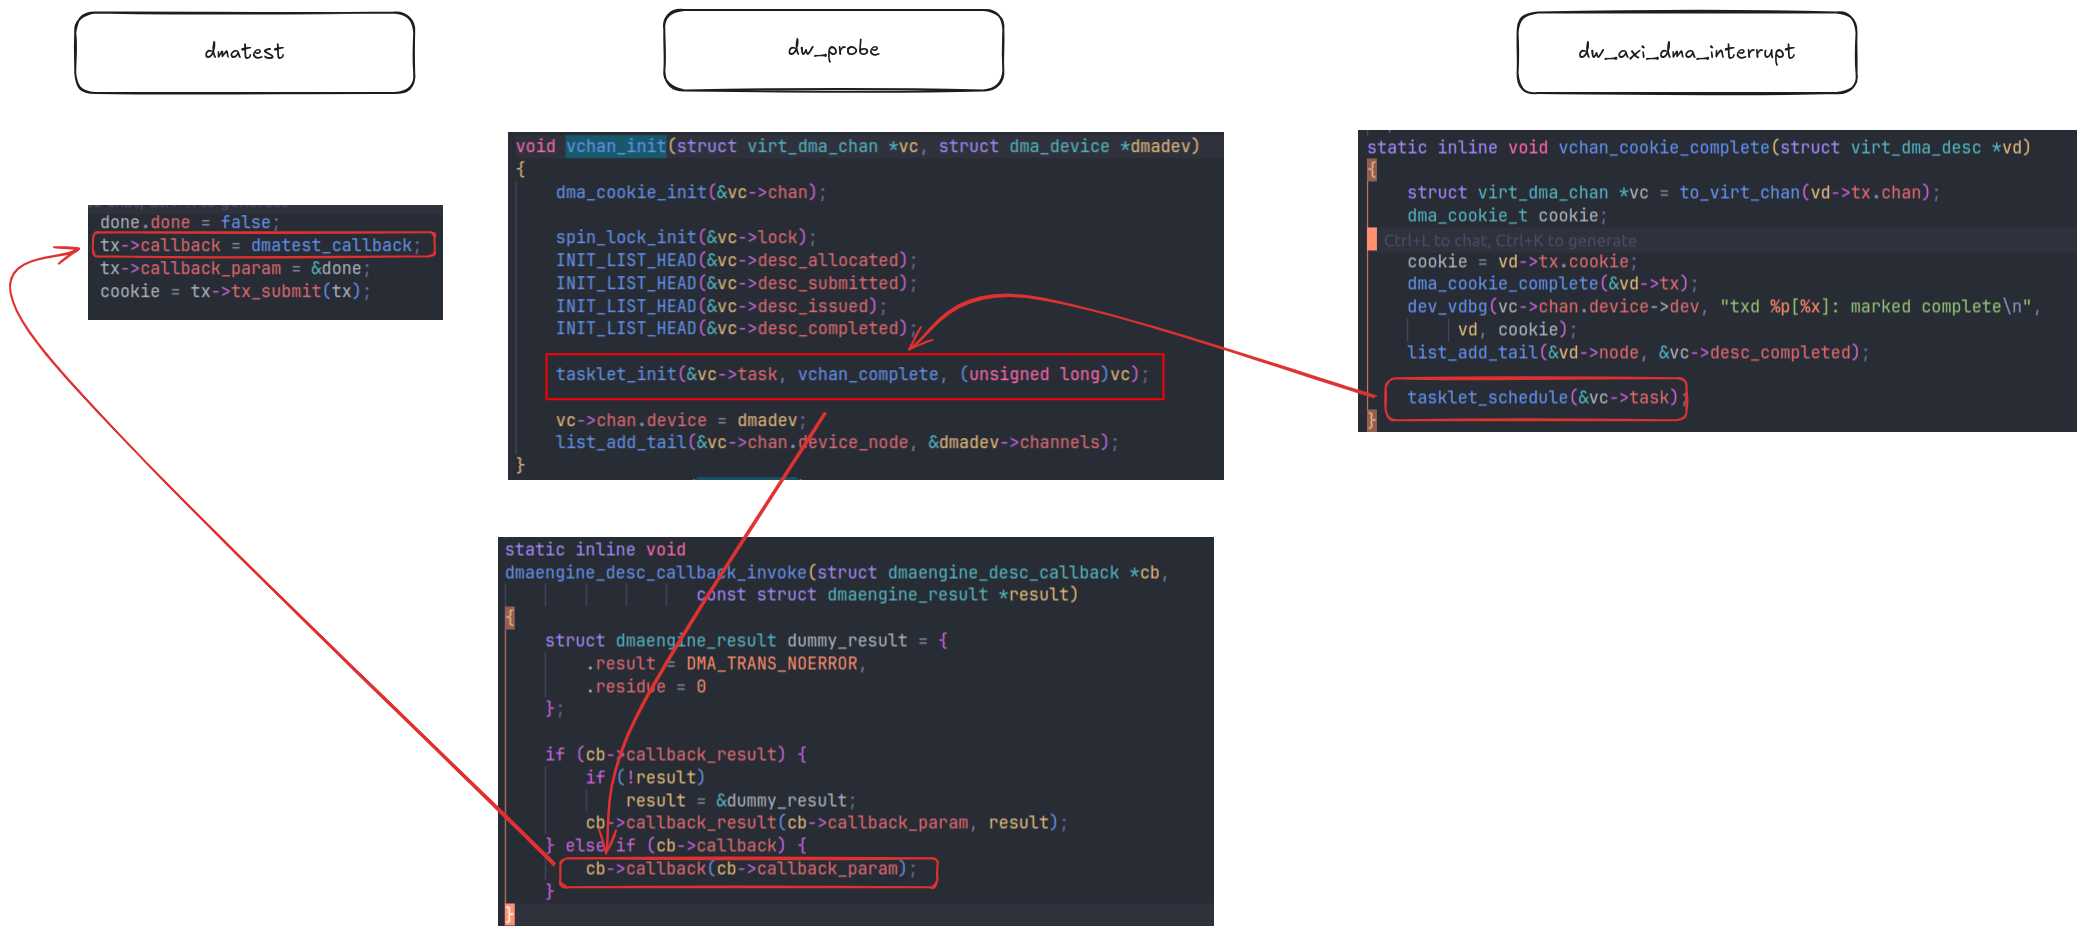 dmatest
dw_probe
dw_axi_dma_interrupt
done.done = false;
tx->callback = dmatest_callback;
tx->callback_param = &done;
cookie = tx->tx_submit(tx);
void vchan_init(struct virt_dma_chan *vc, struct dma_device *dmadev)
{
dma_cookie_init(&vc->chan);
spin_lock_init(&vc->lock);
INIT_LIST_HEAD(&vc->desc_allocated);
INIT_LIST_HEAD(&vc->desc_submitted);
INIT_LIST_HEAD(&vc->desc_issued);
INIT_LIST_HEAD(&vc->desc_completed);
tasklet_init(&vc->task, vchan_complete, (unsigned long)vc);
vc->chan.device = dmadev;
list_add_tail(&vc->chan.device_node, &dmadev->channels);
}
static inline void vchan_cookie_complete(struct virt_dma_desc *vd)
{
struct virt_dma_chan *vc = to_virt_chan(vd->tx.chan);
dma_cookie_t cookie;
Ctrl+L to chat, Ctrl+K to generate
cookie = vd->tx.cookie;
dma_cookie_complete(&vd->tx);
dev_vdbg(vc->chan.device->dev, "txd %p[%x]: marked complete\n",
vd, cookie);
list_add_tail(&vd->node, &vc->desc_completed);
tasklet_schedule(&vc->task);
}
static inline void
dmaengine_desc_callback_invoke(struct dmaengine_desc_callback *cb,
const struct dmaengine_result *result)
{
struct dmaengine_result dummy_result = {
.result = DMA_TRANS_NOERROR,
.residue = 0
};
if (cb->callback_result) {
if (!result)
result = &dummy_result;
cb->callback_result(cb->callback_param, result);
} else if (cb->callback) {
cb->callback(cb->callback_param);
}
}